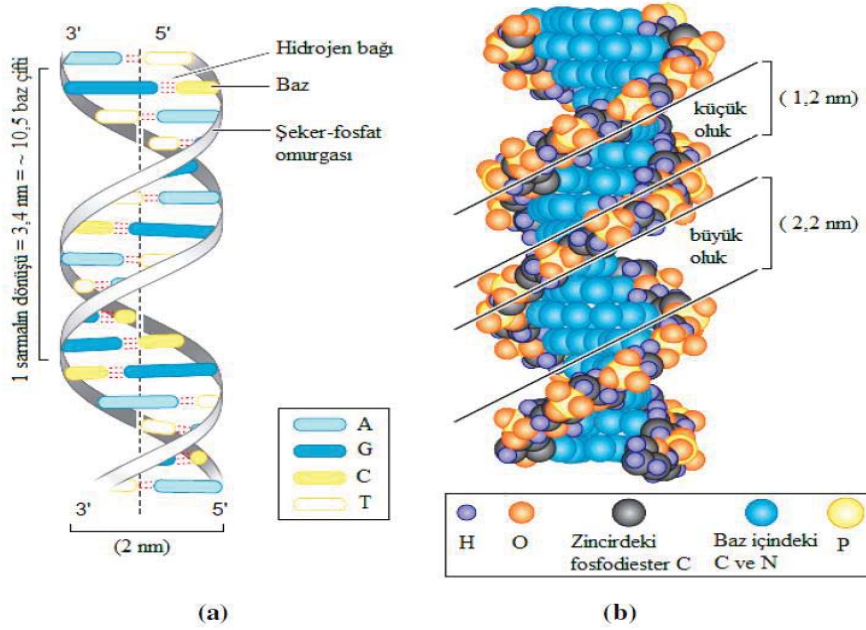 3' 5'
Hidrojen bağı
Baz
Şeker-fosfat
omurgası
1 sarmalın dönüşü = 3,4 nm = ~ 10,5 baz çifti
A
G
C
T
3' 5'
(2 nm)
(a)
küçük
oluk
( 1,2 nm)
büyük
oluk
( 2,2 nm)
H O Zincirdeki
fosfodiester C
Baz içindeki
C ve N
P
(b)